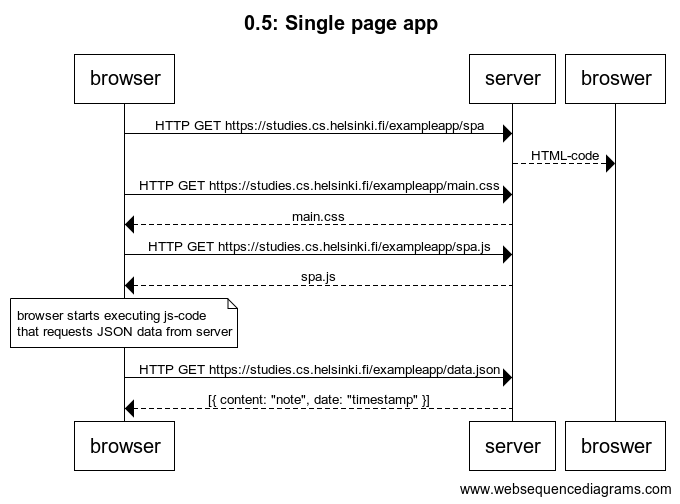 0.5: Single page app
browser server broswer
HTTP GET https://studies.cs.helsinki.fi/exampleapp/spa
HTML-code
HTTP GET https://studies.cs.helsinki.fi/exampleapp/main.css
main.css
HTTP GET https://studies.cs.helsinki.fi/exampleapp/spa.js
spa.js
browser starts executing js-code
that requests JSON data from server
HTTP GET https://studies.cs.helsinki.fi/exampleapp/data.json
[{ content: "note", date: "timestamp" }]
browser server broswer
www.websequencediagrams.com